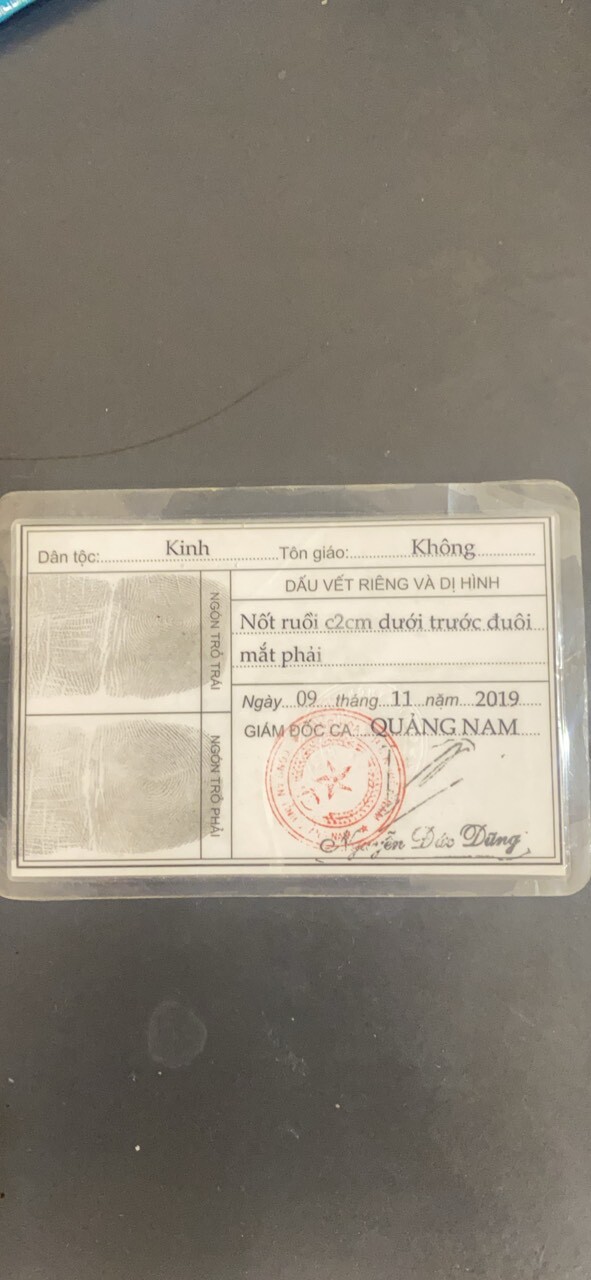 Dân tộc: Kinh Tôn giáo: Không
NGÓN TRỎ TRÁI
NGÓN TRỎ PHẢI
DẤU VẾT RIÊNG VÀ DỊ HÌNH
Nốt ruồi c2cm dưới trước đuôi
mắt phải
Ngày 09 tháng 11 năm 2019
GIÁM ĐỐC CA: QUẢNG NAM
Nguyễn Đức Dũng